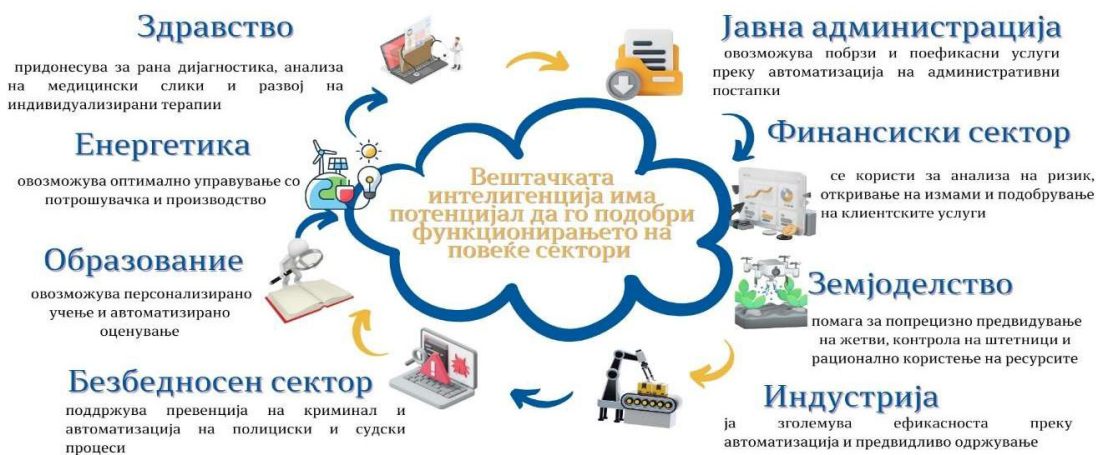 Здравство
придонесува за рана дијагностика, анализа
на медицински слики и развој на
индивидуализирани терапии
Енергетика
овозможува оптимално управување со
потрошувачка и производство
Образование
овозможува персонализирано
учење и автоматизирано
оценување
Безбедносен сектор
поддржува превенција на криминал и
автоматизација на полициски и судски
процеси
Вештачката
интелигенција има
потенцијал да го подобри
функционирањето на
повеќе сектори
Јавна администрација
овозможува побрзи и поефикасни услуги
преку автоматизација на административни
постапки
Финансиски сектор
се користи за анализа на ризик,
откривање на измами и подобрување
на клиентските услуги
Земјоделство
помага за попрецизно предвидување
на жетви, контрола на штетници и
рационално користење на ресурсите
Индустрија
ја зголемува ефикасноста преку
автоматизација и предвидливо одржување